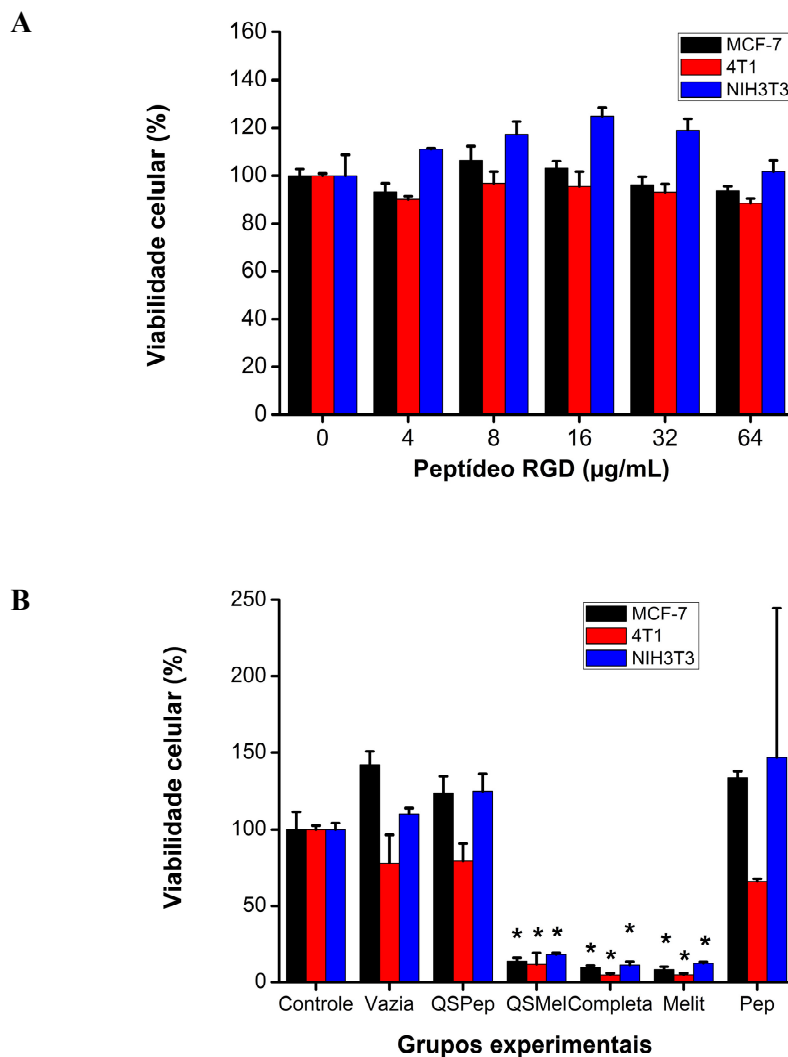 A
160
140
120
100
80
60
40
20
0
Viabilidade celular (%)
MCF-7
4T1
NIH3T3
0 4 8 16 32 64
Peptídeo RGD (µg/mL)
B
250
200
150
100
50
0
Viabilidade celular (%)
MCF-7
4T1
NIH3T3
* * * * * * * * *
Controle Vazia QSPep QSMel Completa Melit Pep
Grupos experimentais